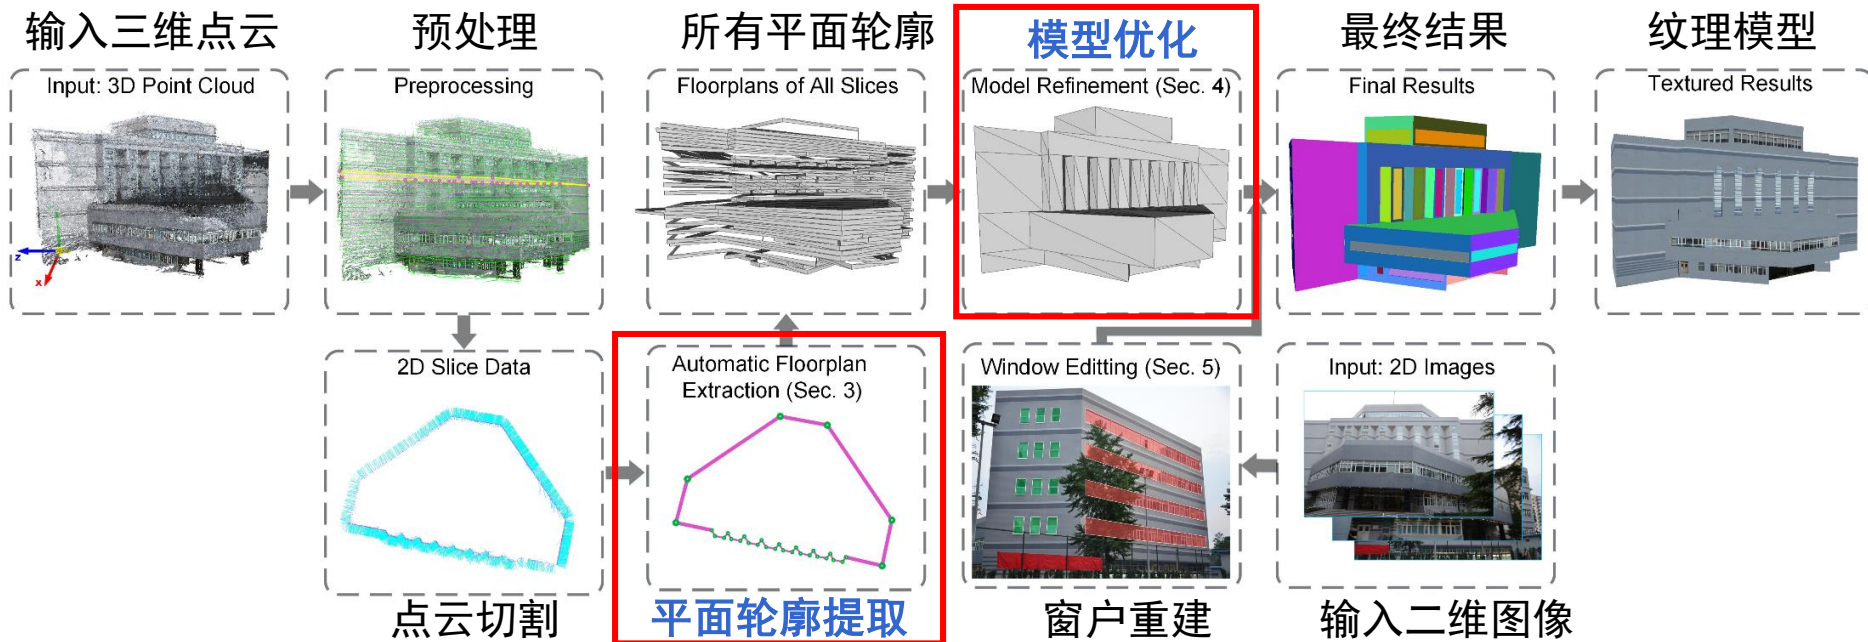 输入三维点云
预处理
所有平面轮廓
模型优化
最终结果
纹理模型
Input: 3D Point Cloud
Preprocessing
Floorplans of All Slices
Model Refinement (Sec. 4)
Final Results
Textured Results
z
x
2D Slice Data
Automatic Floorplan
Extraction (Sec. 3)
Window Editting (Sec. 5)
Input: 2D Images
点云切割
平面轮廓提取
窗户重建
输入二维图像